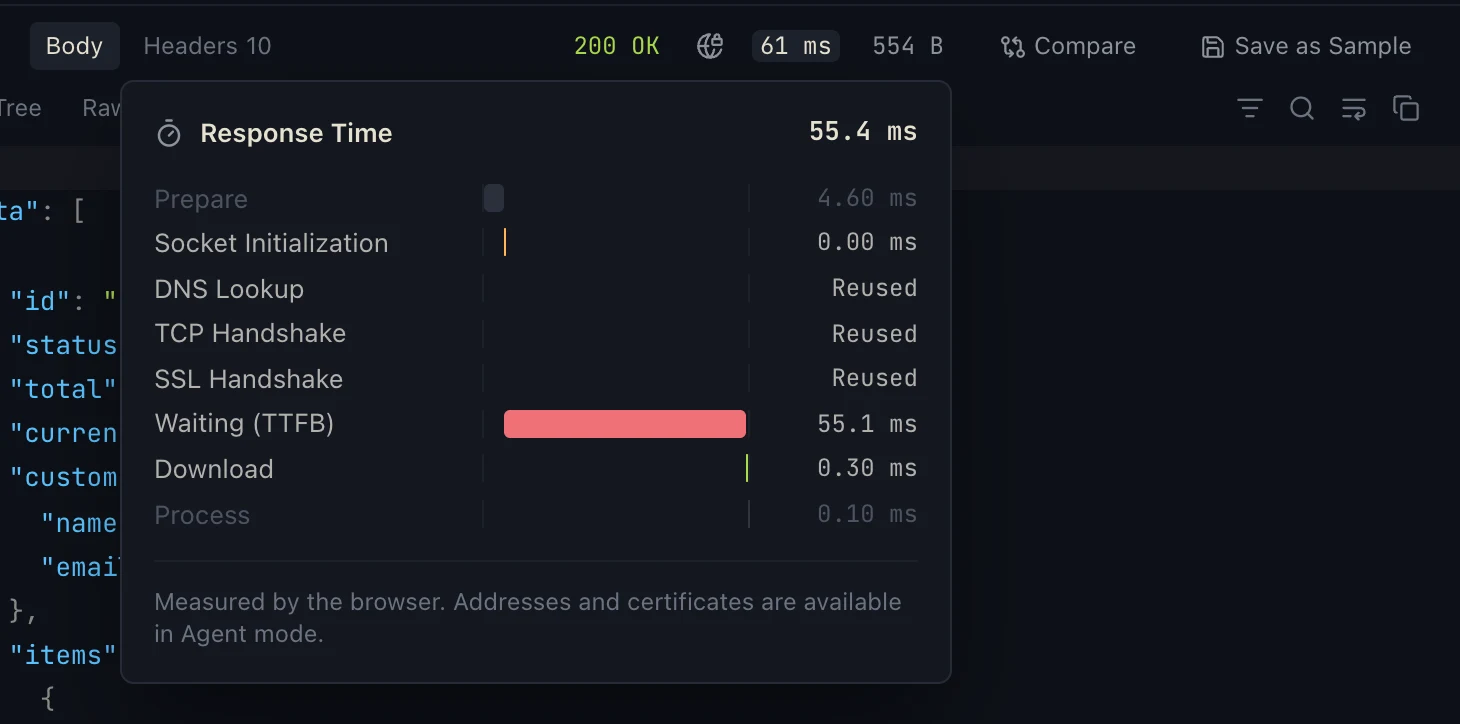 Body Headers 10 200 OK 61 ms 554 B Compare Save as Sample
Tree Raw
Response Time 55.4 ms
Prepare 4.60 ms
Socket Initialization 0.00 ms
ta": [
DNS Lookup Reused
"id": "
TCP Handshake Reused
"status
SSL Handshake Reused
"total"
Waiting (TTFB) 55.1 ms
"curren
Download 0.30 ms
"custom
Process 0.10 ms
"name
"email
Measured by the browser. Addresses and certificates are available
in Agent mode.
},
"items"
{